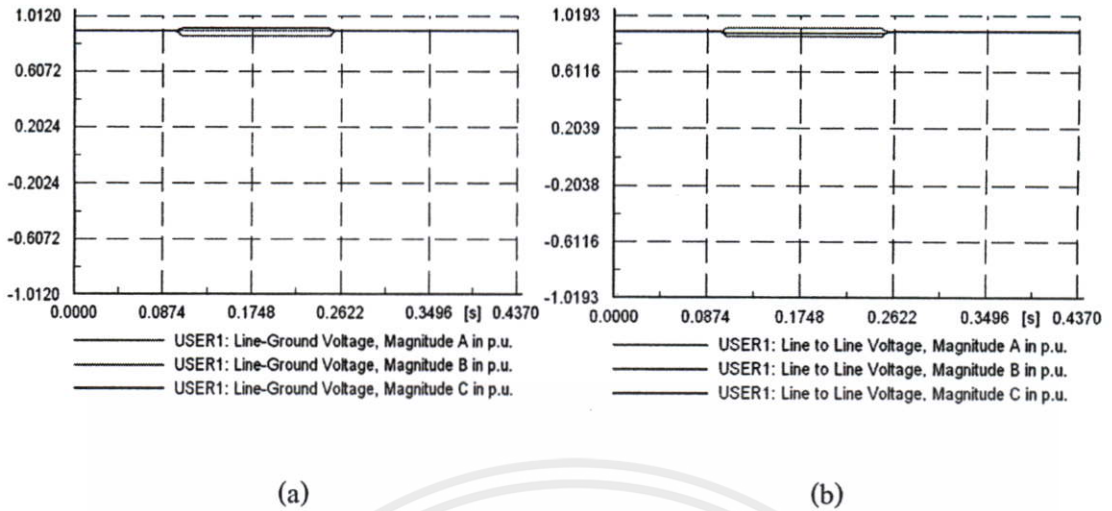 1.0120
0.6072
0.2024
-0.2024
-0.6072
-1.0120
0.0000 0.0874 0.1748 0.2622 0.3496 [s] 0.4370
USER1: Line-Ground Voltage, Magnitude A in p.u.
USER1: Line-Ground Voltage, Magnitude B in p.u.
USER1: Line-Ground Voltage, Magnitude C in p.u.
(a)
1.0193
0.6116
0.2039
-0.2038
-0.6116
-1.0193
0.0000 0.0874 0.1748 0.2622 0.3496 [s] 0.4370
USER1: Line to Line Voltage, Magnitude A in p.u.
USER1: Line to Line Voltage, Magnitude B in p.u.
USER1: Line to Line Voltage, Magnitude C in p.u.
(b)